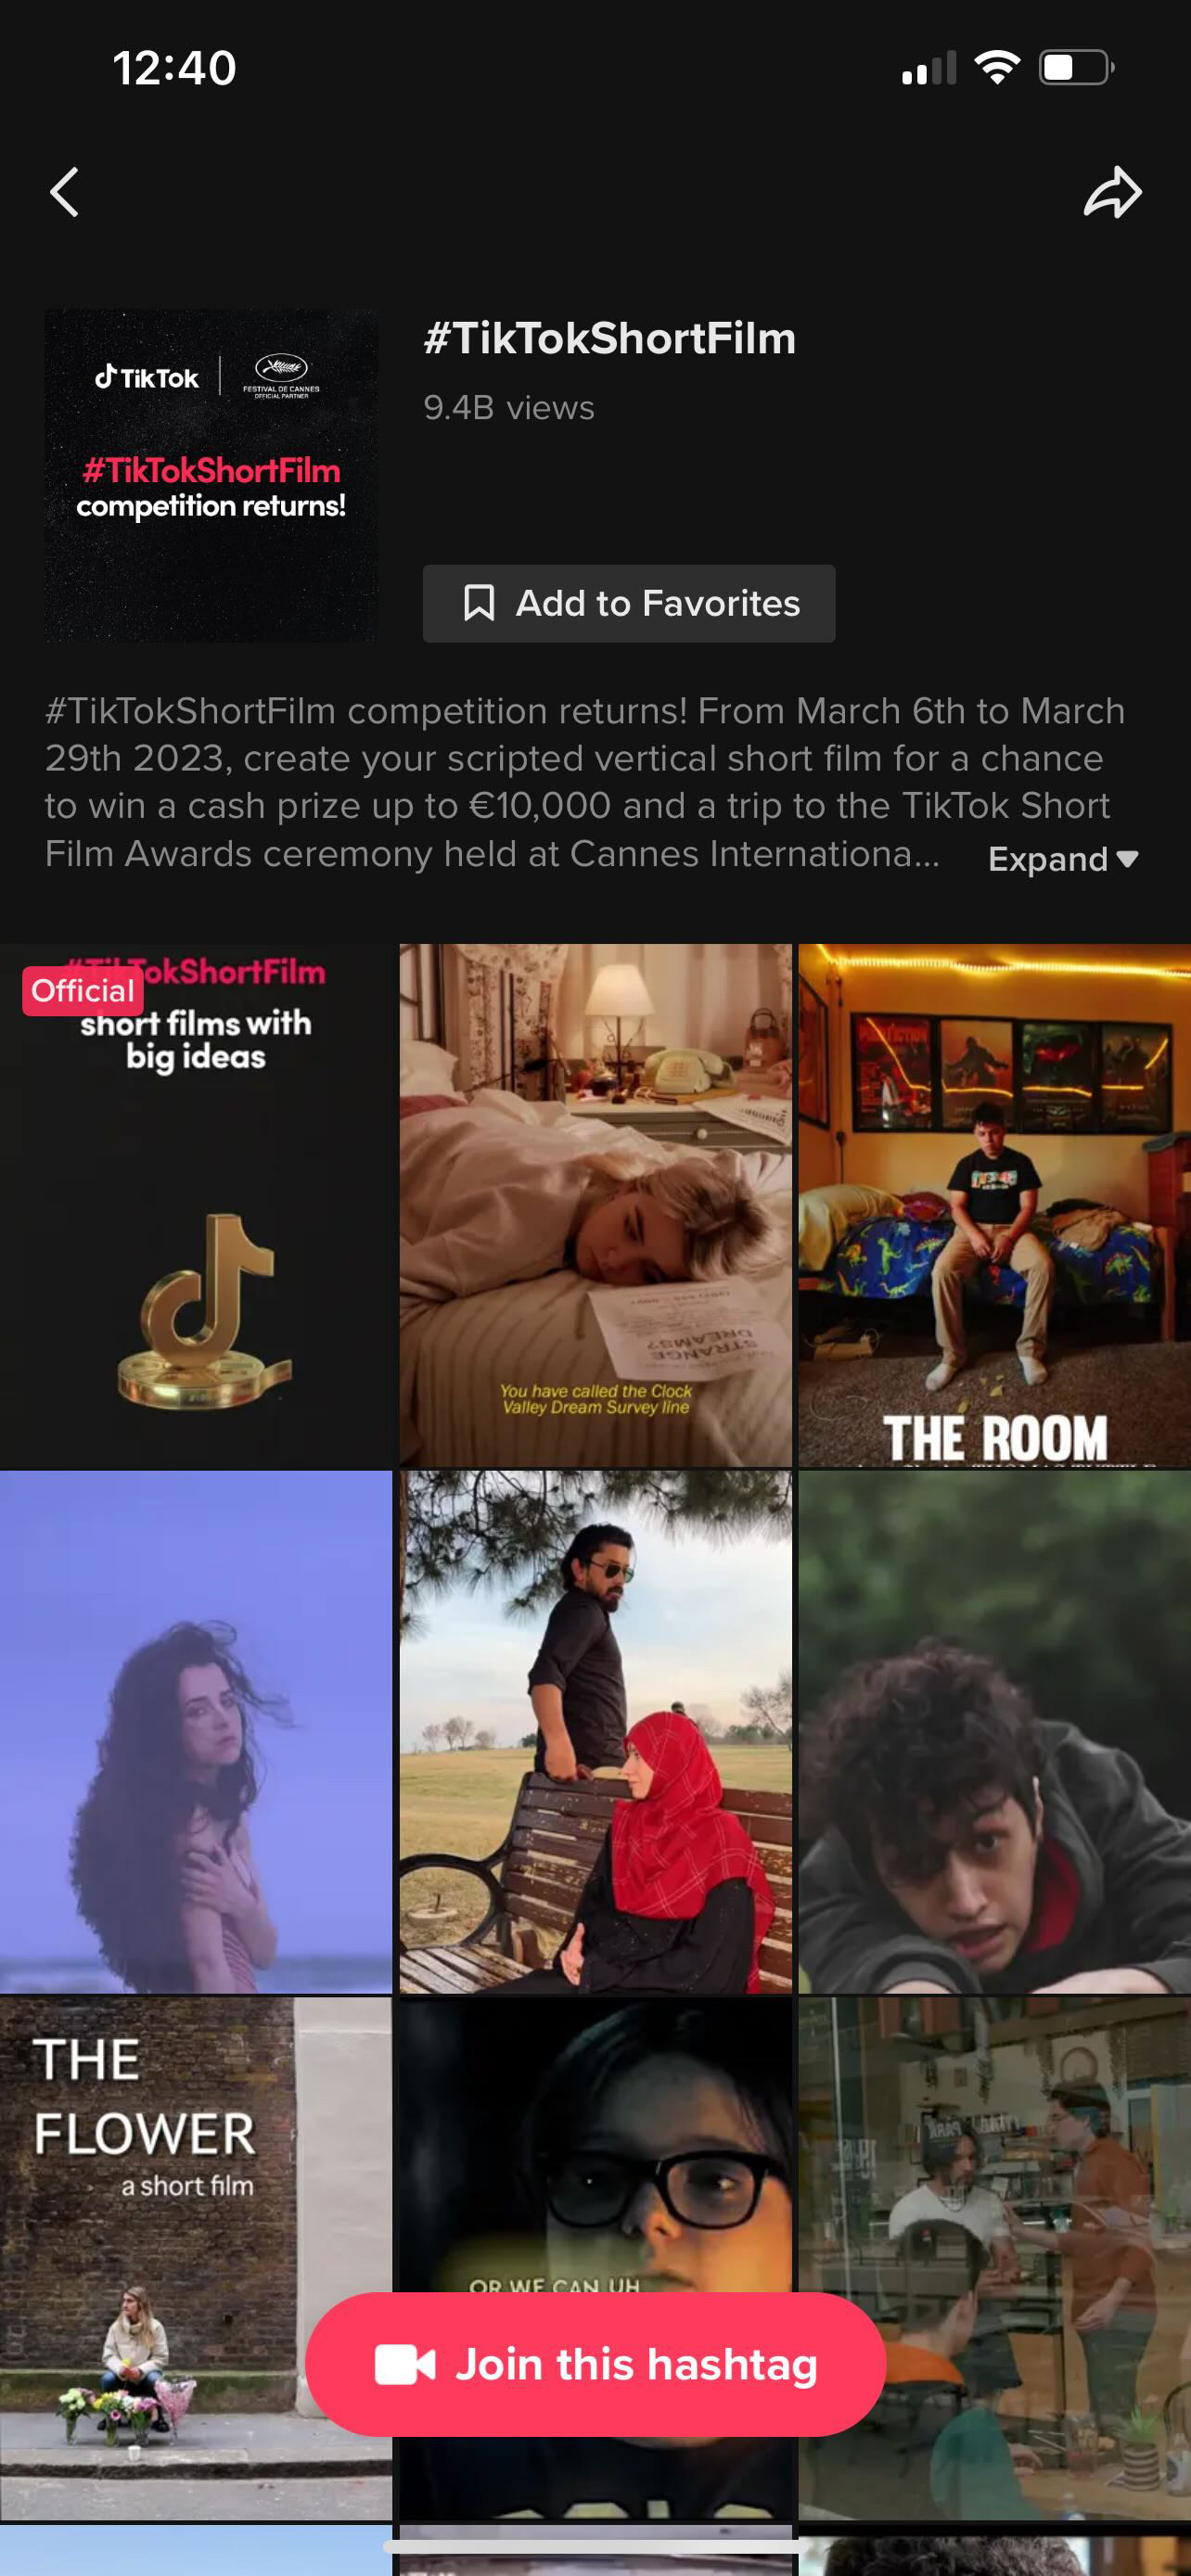 12:40
TikTok
FESTIVAL DE CANNES
OFFICIAL PARTNER
#TikTokShortFilm
competition returns!
#TikTokShortFilm
9.4B views
Add to Favorites
#TikTokShortFilm competition returns! From March 6th to March
29th 2023, create your scripted vertical short film for a chance
to win a cash prize up to €10,000 and a trip to the TikTok Short
Film Awards ceremony held at Cannes Internationa...
Expand
#TikTokShortFilm
Official
short films with
big ideas
STRANGE
DREAMS?
You have called the Clock
Valley Dream Survey line
THE ROOM
THE
FLOWER
a short film
OR WE CAN UH
Join this hashtag